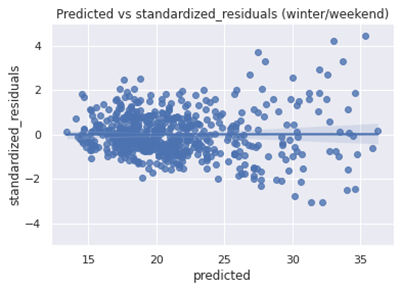 Predicted vs standardized_residuals (winter/weekend)
4
2
0
−2
−4
standardized_residuals
15 20 25 30 35
predicted